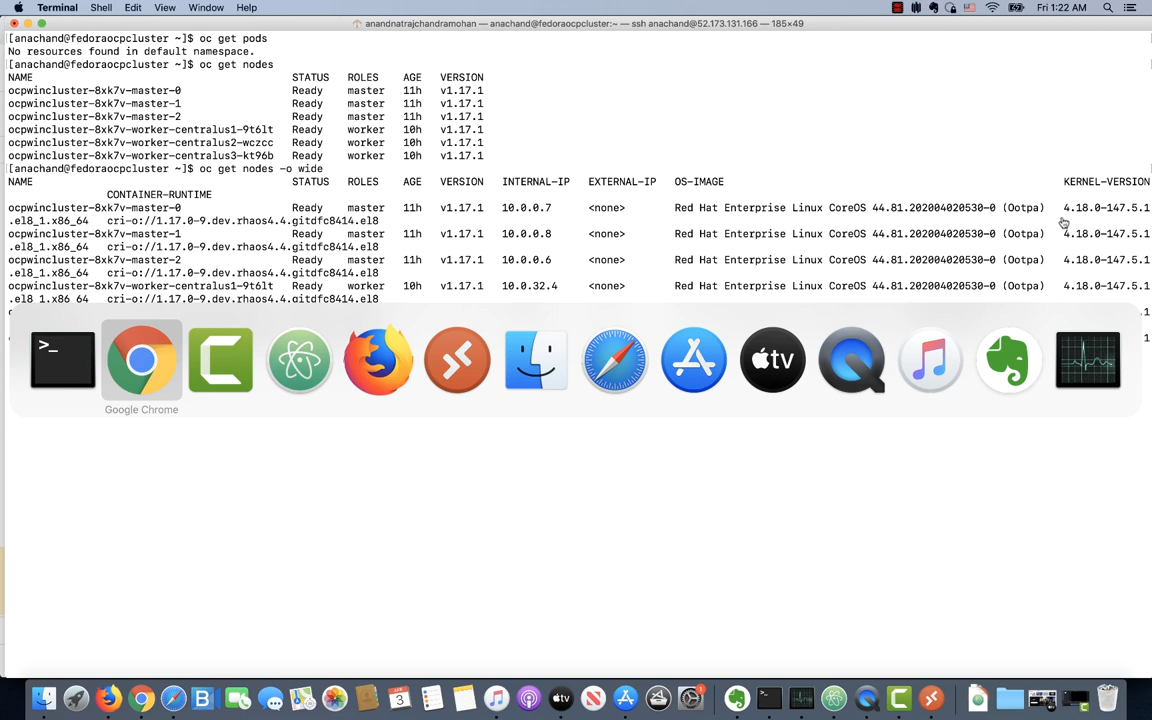 Terminal Shell Edit View Window Help Fri 1:22 AM
anandnatrajchandramohan — anachand@fedoraocpcluster:~ — ssh anachand@52.173.131.166 — 185×49
[anachand@fedoraocpcluster ~]$ oc get pods
No resources found in default namespace.
[anachand@fedoraocpcluster ~]$ oc get nodes
NAME STATUS ROLES AGE VERSION
ocpwincluster-8xk7v-master-0 Ready master 11h v1.17.1
ocpwincluster-8xk7v-master-1 Ready master 11h v1.17.1
ocpwincluster-8xk7v-master-2 Ready master 11h v1.17.1
ocpwincluster-8xk7v-worker-centralus1-9t6lt Ready worker 10h v1.17.1
ocpwincluster-8xk7v-worker-centralus2-wczcc Ready worker 10h v1.17.1
ocpwincluster-8xk7v-worker-centralus3-kt96b Ready worker 10h v1.17.1
[anachand@fedoraocpcluster ~]$ oc get nodes -o wide
NAME STATUS ROLES AGE VERSION INTERNAL-IP EXTERNAL-IP OS-IMAGE KERNEL-VERSION
CONTAINER-RUNTIME
ocpwincluster-8xk7v-master-0 Ready master 11h v1.17.1 10.0.0.7 <none> Red Hat Enterprise Linux CoreOS 44.81.202004020530-0 (Ootpa) 4.18.0-147.5.1
.el8_1.x86_64 cri-o://1.17.0-9.dev.rhaos4.4.gitdfc8414.el8
ocpwincluster-8xk7v-master-1 Ready master 11h v1.17.1 10.0.0.8 <none> Red Hat Enterprise Linux CoreOS 44.81.202004020530-0 (Ootpa) 4.18.0-147.5.1
.el8_1.x86_64 cri-o://1.17.0-9.dev.rhaos4.4.gitdfc8414.el8
ocpwincluster-8xk7v-master-2 Ready master 11h v1.17.1 10.0.0.6 <none> Red Hat Enterprise Linux CoreOS 44.81.202004020530-0 (Ootpa) 4.18.0-147.5.1
.el8_1.x86_64 cri-o://1.17.0-9.dev.rhaos4.4.gitdfc8414.el8
ocpwincluster-8xk7v-worker-centralus1-9t6lt Ready worker 10h v1.17.1 10.0.32.4 <none> Red Hat Enterprise Linux CoreOS 44.81.202004020530-0 (Ootpa) 4.18.0-147.5.1
.el8_1.x86_64 cri-o://1.17.0-9.dev.rhaos4.4.gitdfc8414.el8
>_
tv
Google Chrome